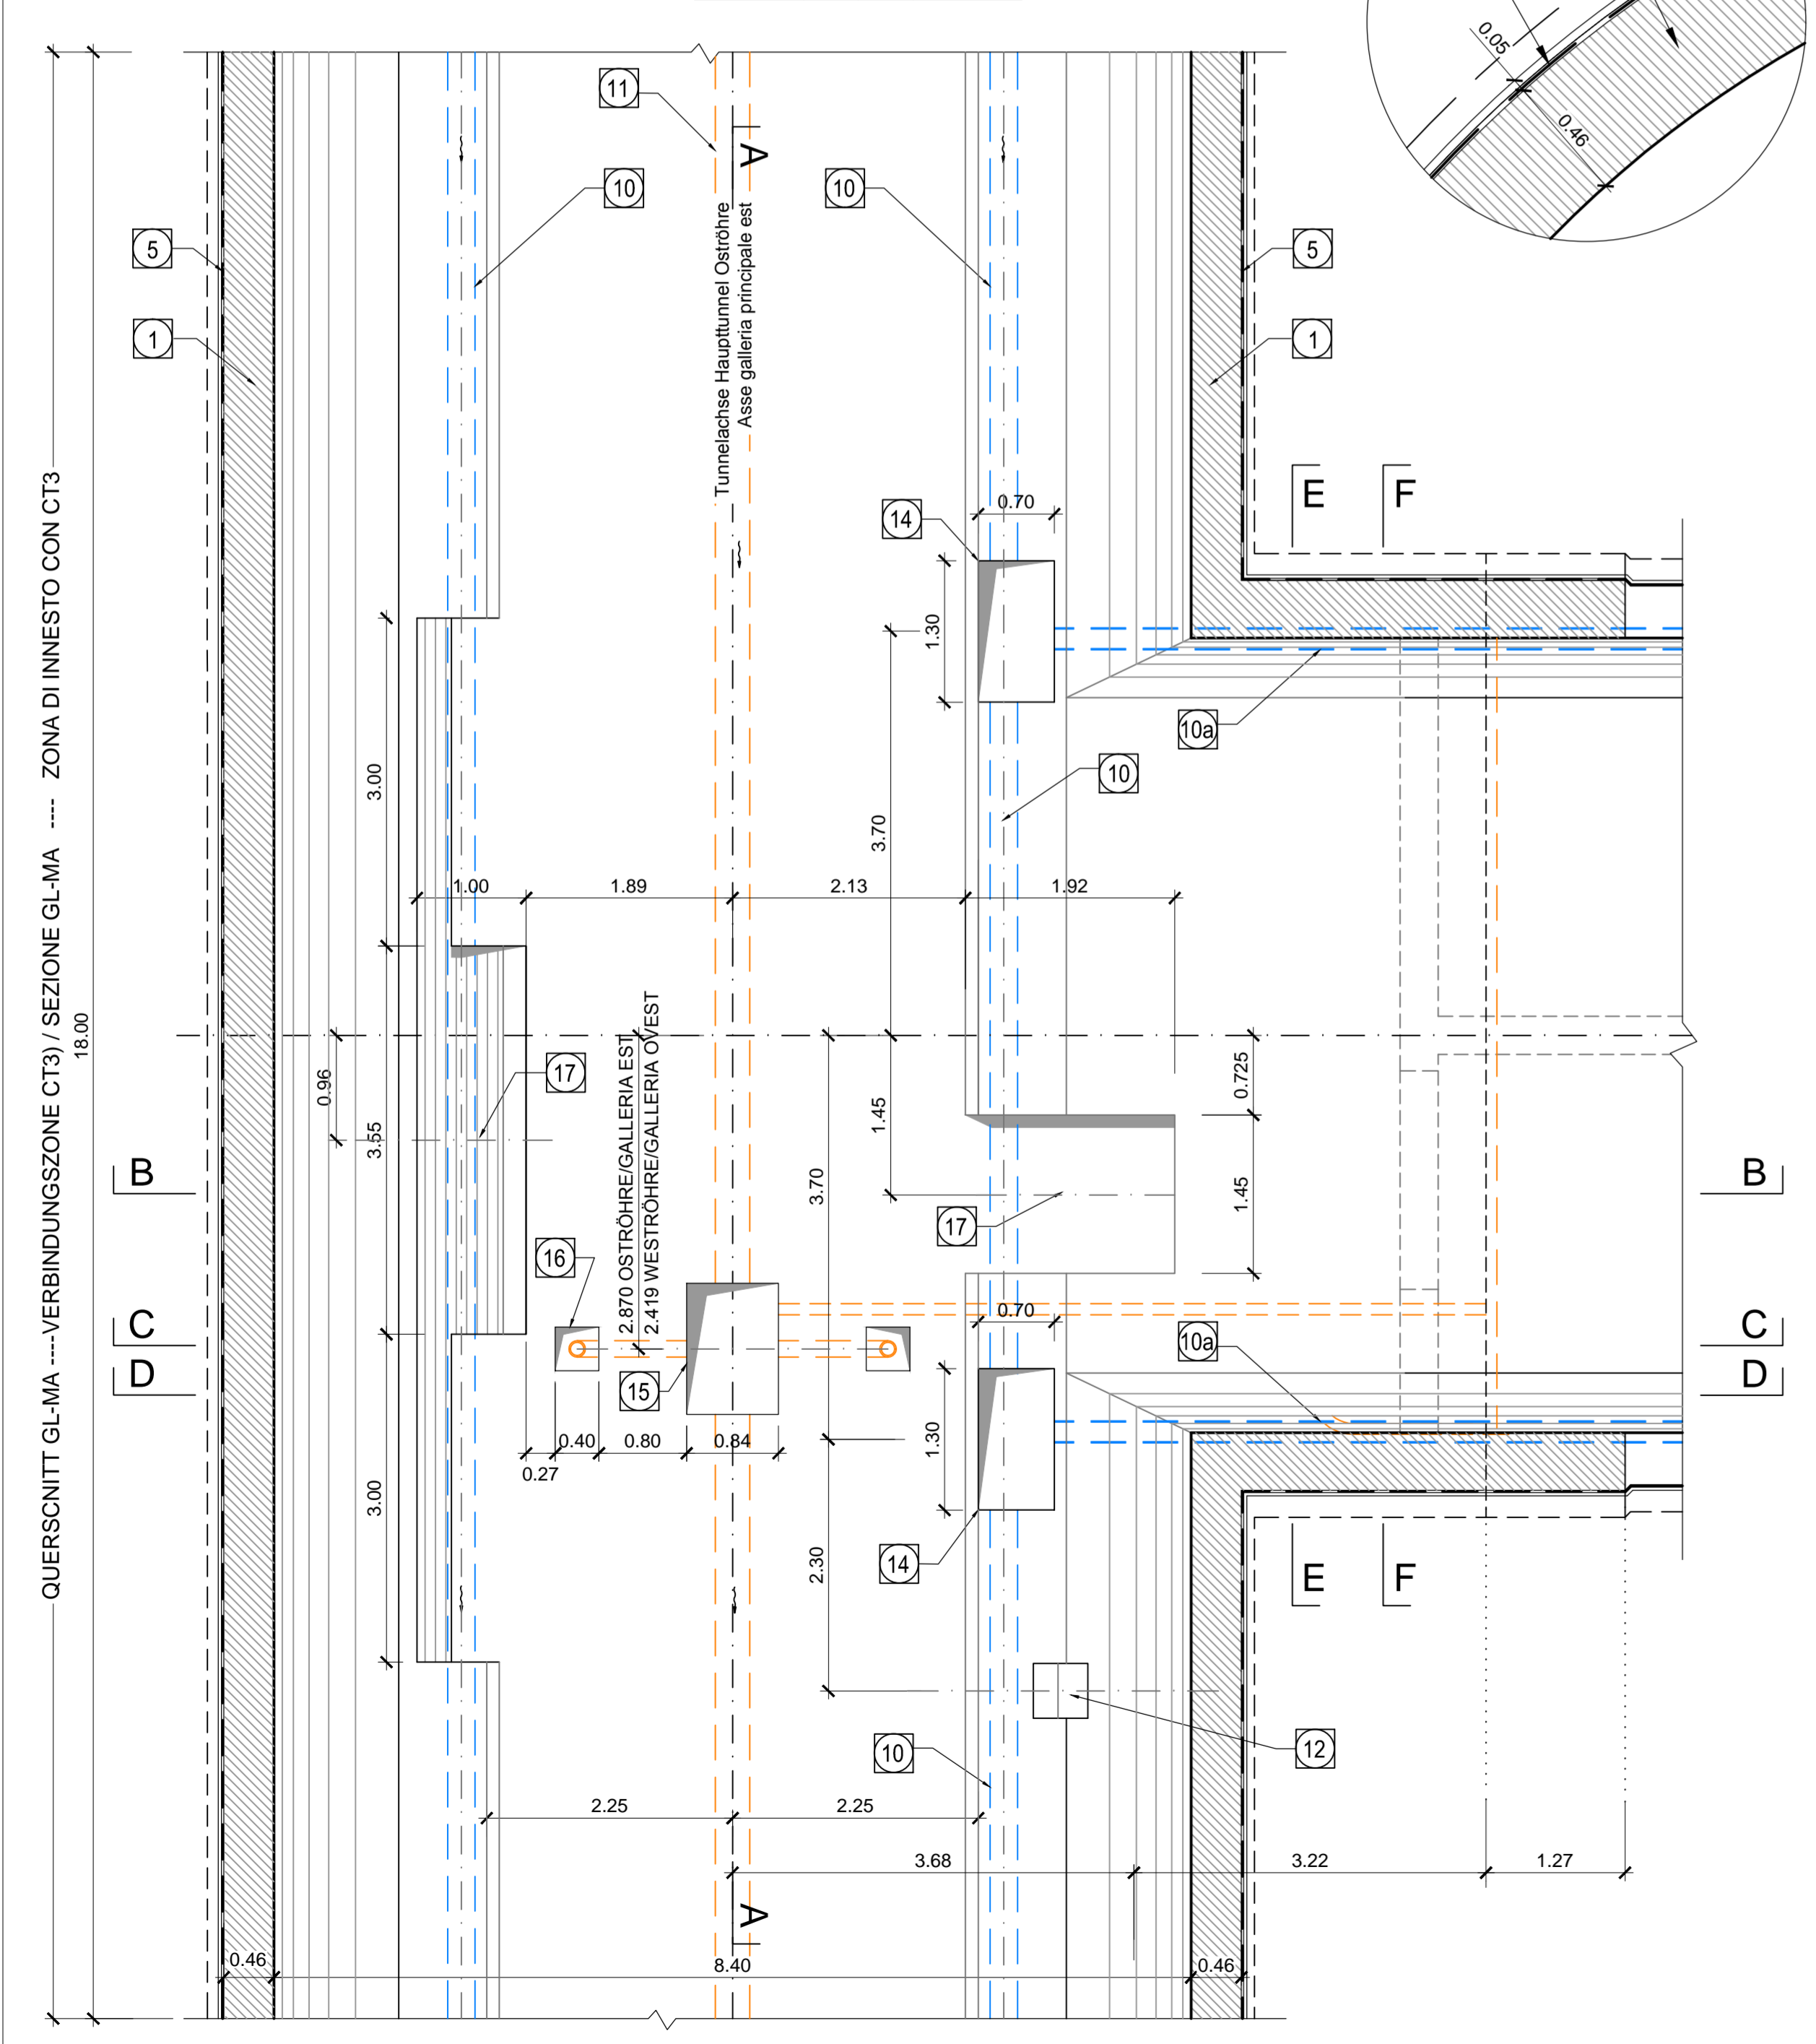 0.05
0.46
11
A
10
10
5
5
1
1
Tunnelachse Haupttunnel Oströhre
Asse galleria principale est
E
F
14
0.70
1.30
10a
10
3.00
3.70
1.00
1.89
2.13
1.92
QUERSCNITT GL-MA ----VERBINDUNGSZONE CT3) / SEZIONE GL-MA ---- ZONA DI INNESTO CON CT3
18.00
0.96
17
3.55
2.870 OSTRÖHRE/GALLERIA EST
2.419 WESTRÖHRE/GALLERIA OVEST
1.45
0.725
3.70
1.45
B
B
17
16
0.70
C
C
10a
D
D
15
0.40
0.80
0.84
0.27
1.30
3.00
2.30
14
E
F
12
10
2.25
2.25
3.68
3.22
1.27
A
0.46
8.40
0.46